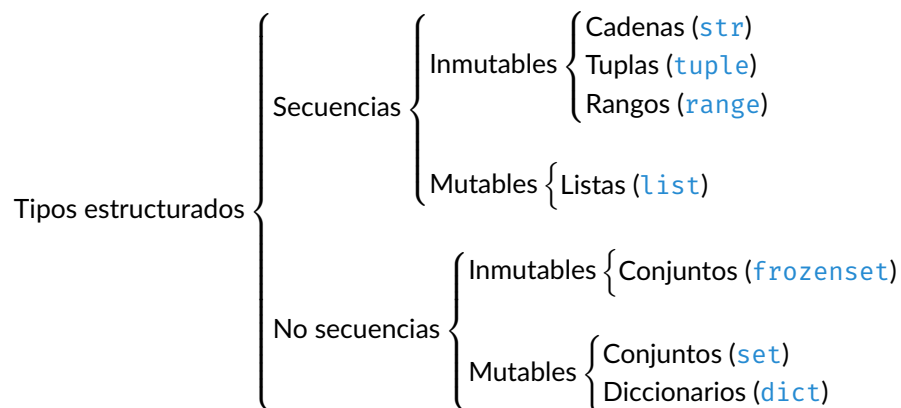 Tipos estructurados
Secuencias
Inmutables
Cadenas (str)
Tuplas (tuple)
Rangos (range)
Mutables
Listas (list)
No secuencias
Inmutables
Conjuntos (frozenset)
Mutables
Conjuntos (set)
Diccionarios (dict)